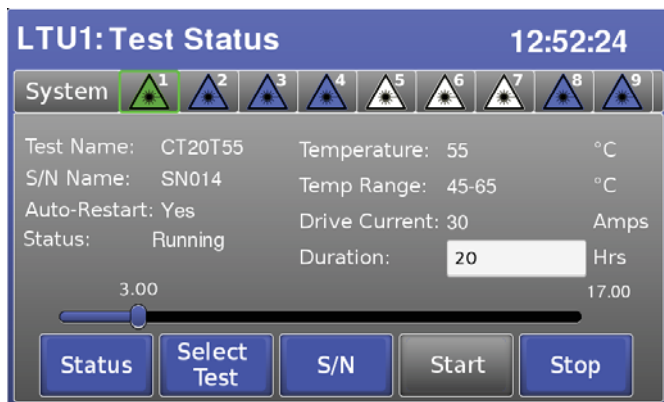 LTU1: Test Status 12:52:24
System 1 2 3 4 5 6 7 8 9
Test Name: CT20T55 Temperature: 55 °C
S/N Name: SN014 Temp Range: 45-65 °C
Auto-Restart: Yes Drive Current: 30 Amps
Status: Running Duration: 20 Hrs
3.00 17.00
Status Select Test S/N Start Stop